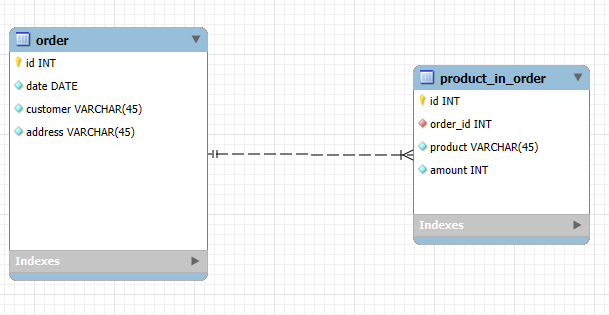 order
id INT
date DATE
customer VARCHAR(45)
address VARCHAR(45)
Indexes
product_in_order
id INT
order_id INT
product VARCHAR(45)
amount INT
Indexes